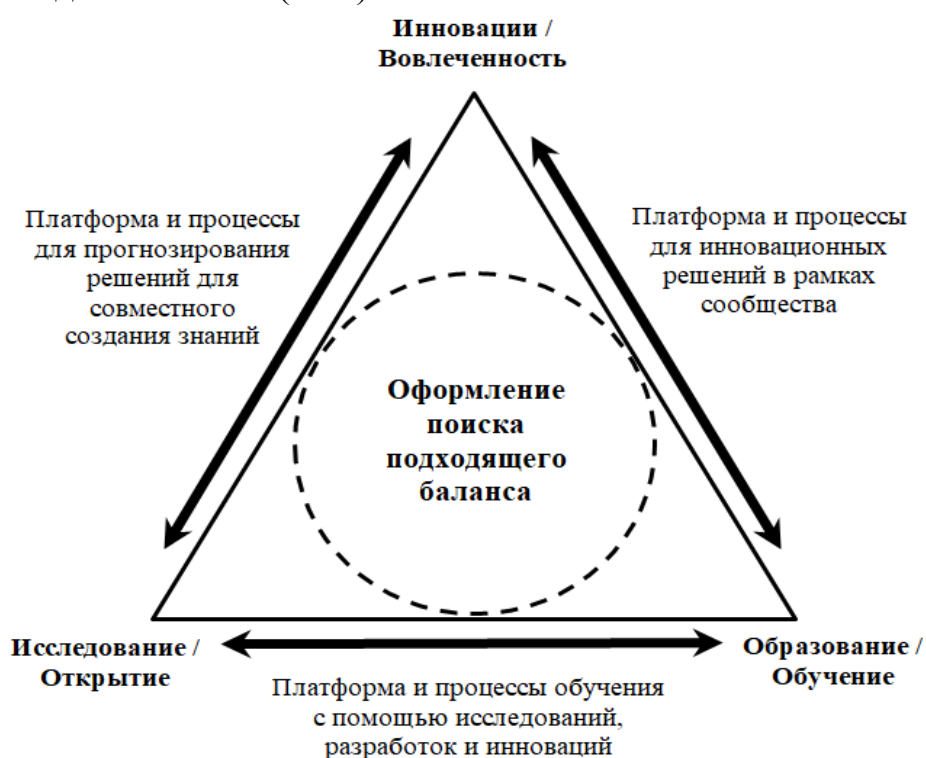 Инновации /
Вовлеченность
Платформа и процессы
для прогнозирования
решений для
совместного
создания знаний
Платформа и процессы
для инновационных
решений в рамках
сообщества
Оформление
поиска
подходящего
баланса
Исследование /
Открытие
Образование /
Обучение
Платформа и процессы обучения
с помощью исследований,
разработок и инноваций